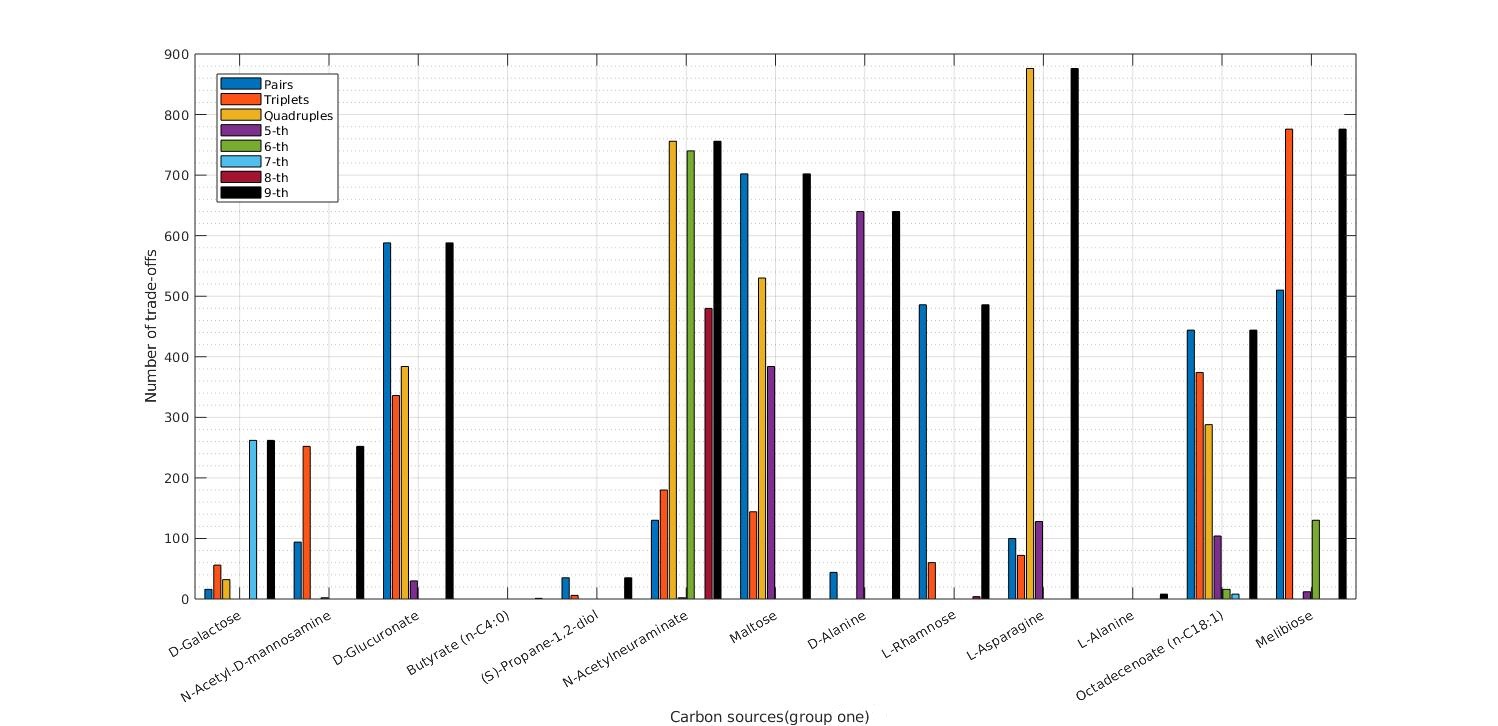 900
800
700
600
500
400
300
200
100
0
Number of trade-offs
Pairs
Triplets
Quadruples
5-th
6-th
7-th
8-th
9-th
D-Galactose
N-Acetyl-D-mannosamine
D-Glucuronate
Butyrate (n-C4:0)
(S)-Propane-1,2-diol
N-Acetylneuraminate
Maltose
D-Alanine
L-Rhamnose
L-Asparagine
L-Alanine
Octadecenoate (n-C18:1)
Melibiose
Carbon sources(group one)